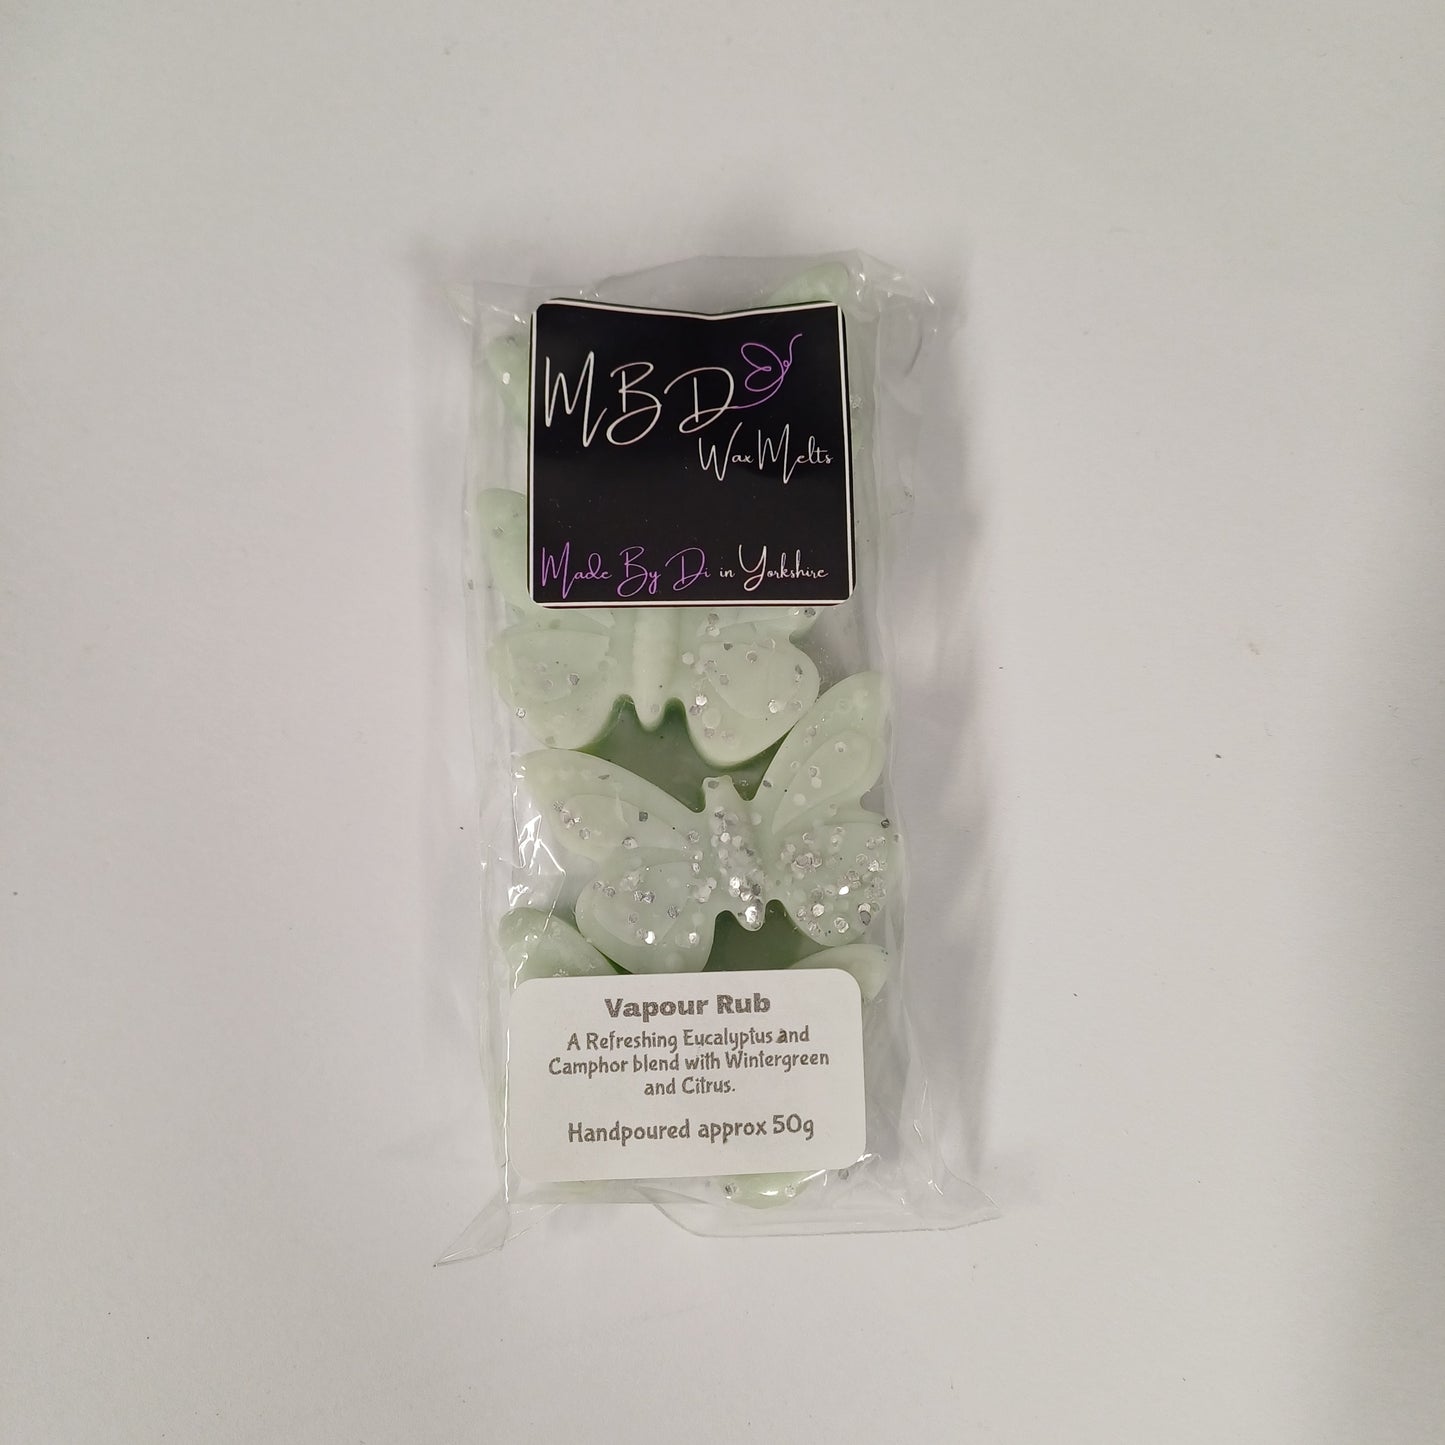 MBD
Wax Melts
Made By Di in Yorkshire
Vapour Rub
A Refreshing Eucalyptus and
Camphor blend with Wintergreen
and Citrus.
Handpoured approx 50g